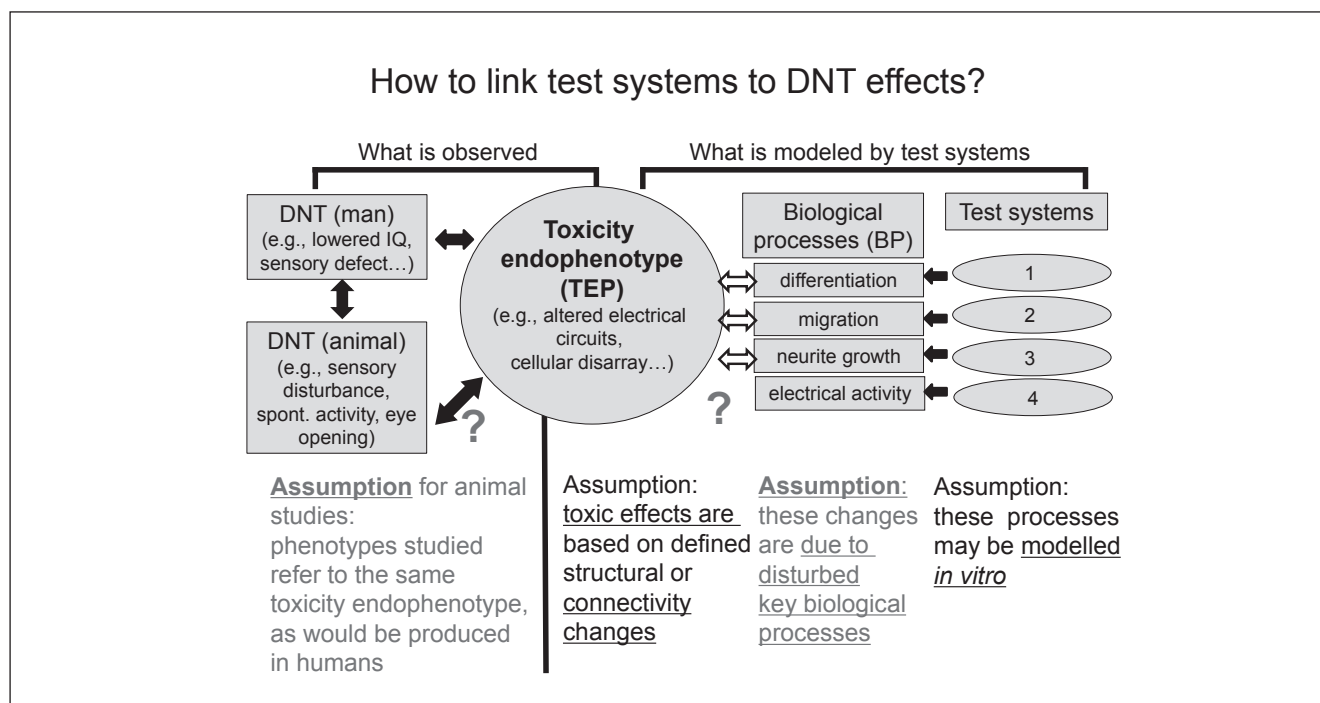 How to link test systems to DNT effects?
What is observed
What is modeled by test systems
DNT (man)
(e.g., lowered IQ,
sensory defect…)
DNT (animal)
(e.g., sensory
disturbance,
spont. activity, eye
opening)
?
Toxicity
endophenotype
(TEP)
(e.g., altered electrical
circuits,
cellular disarray…)
?
Biological
processes (BP)
differentiation
migration
neurite growth
electrical activity
Test systems
1
2
3
4
Assumption for animal
studies:
phenotypes studied
refer to the same
toxicity endophenotype,
as would be produced
in humans
Assumption:
toxic effects are
based on defined
structural or
connectivity
changes
Assumption:
these changes
are due to
disturbed
key biological
processes
Assumption:
these processes
may be modelled
in vitro